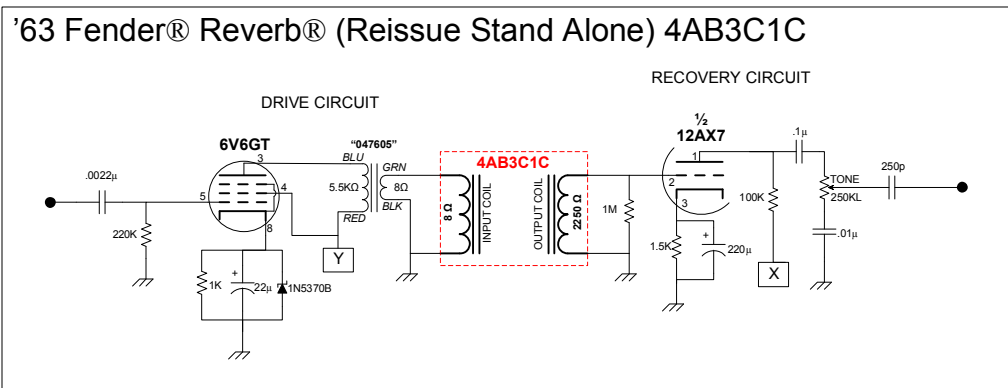 ’63 Fender® Reverb® (Reissue Stand Alone) 4AB3C1C
DRIVE CIRCUIT
RECOVERY CIRCUIT
6V6GT
"047605"
½
12AX7
4AB3C1C
.0022µ
220K
5
3
4
8
BLU
5.5KΩ
RED
GRN
8Ω
BLK
Y
1K
+
22µ
1N5370B
8 Ω
INPUT COIL
OUTPUT COIL
2250 Ω
1M
1
2
3
1.5K
+
220µ
100K
X
.1µ
TONE
250KL
.01µ
250p